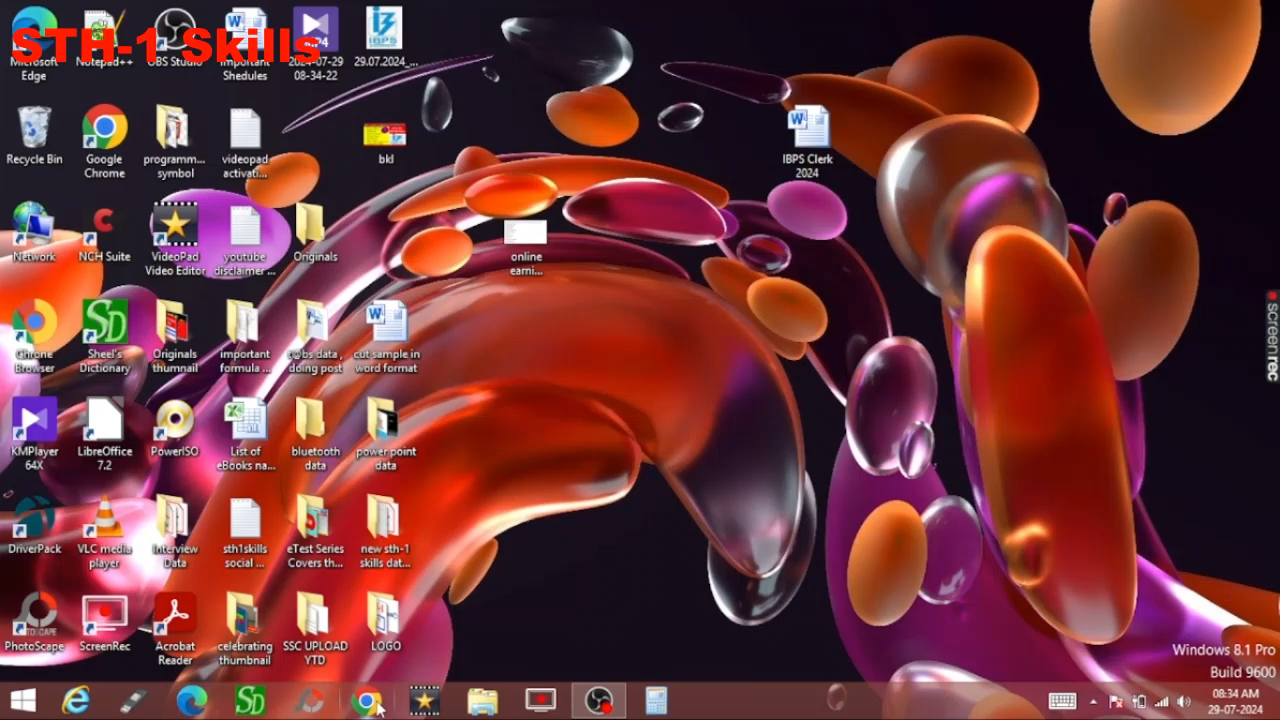 STH-1 Skills
Microsoft
Edge
Notepad++
OBS Studio
Important
Shedules
2024-07-29
08-34-22
29.07.2024_...
Recycle Bin
Google
Chrome
programm...
symbol
videopad
activati...
bkl
IBPS Clerk
2024
Network
NCH Suite
VideoPad
Video Editor
youtube
disclaimer ...
Originals
online
earni...
Chrome
Browser
Sheel's
Dictionary
Originals
thumnail
important
formula ...
data ,
doing post
cut sample in
word format
KMPlayer
64X
LibreOffice
7.2
PowerISO
List of
eBooks na...
bluetooth
data
power point
data
DriverPack
VLC media
player
Interview
Data
sth1skills
social ...
eTest Series
Covers th...
new sth-1
skills dat...
PhotoScape
ScreenRec
Acrobat
Reader
celebrating
thumbnail
SSC UPLOAD
YTD
LOGO
screenrec
Windows 8.1 Pro
Build 9600
08:34 AM
29-07-2024